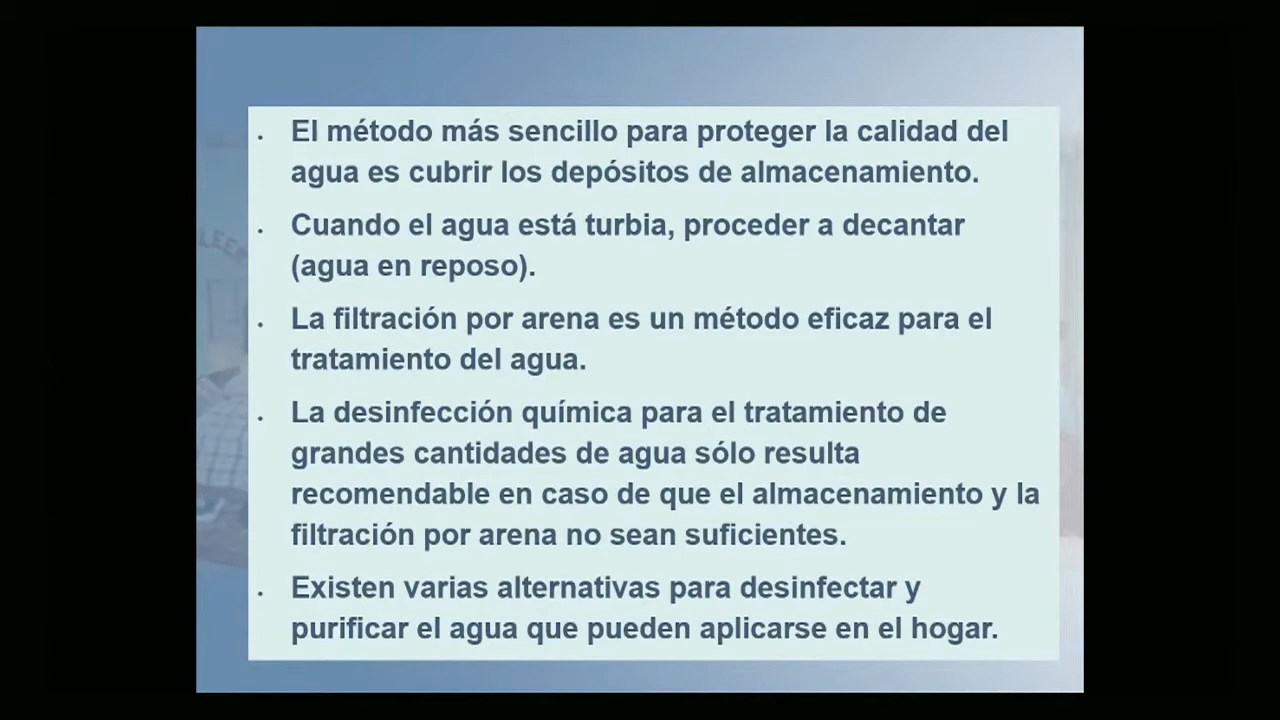 . El método más sencillo para proteger la calidad del
agua es cubrir los depósitos de almacenamiento.
. Cuando el agua está turbia, proceder a decantar
(agua en reposo).
. La filtración por arena es un método eficaz para el
tratamiento del agua.
. La desinfección química para el tratamiento de
grandes cantidades de agua sólo resulta
recomendable en caso de que el almacenamiento y la
filtración por arena no sean suficientes.
. Existen varias alternativas para desinfectar y
purificar el agua que pueden aplicarse en el hogar.